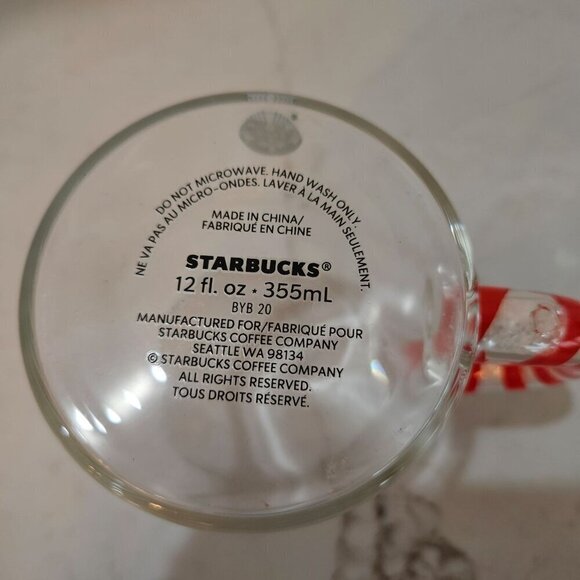 DO NOT MICROWAVE. HAND WASH ONLY.
NE VA PAS AU MICRO-ONDES. LAVER À LA MAIN SEULEMENT.
MADE IN CHINA/
FABRIQUÉ EN CHINE
STARBUCKS®
12 fl. oz • 355mL
BYB 20
MANUFACTURED FOR/FABRIQUÉ POUR
STARBUCKS COFFEE COMPANY
SEATTLE WA 98134
© STARBUCKS COFFEE COMPANY
ALL RIGHTS RESERVED.
TOUS DROITS RÉSERVÉ.